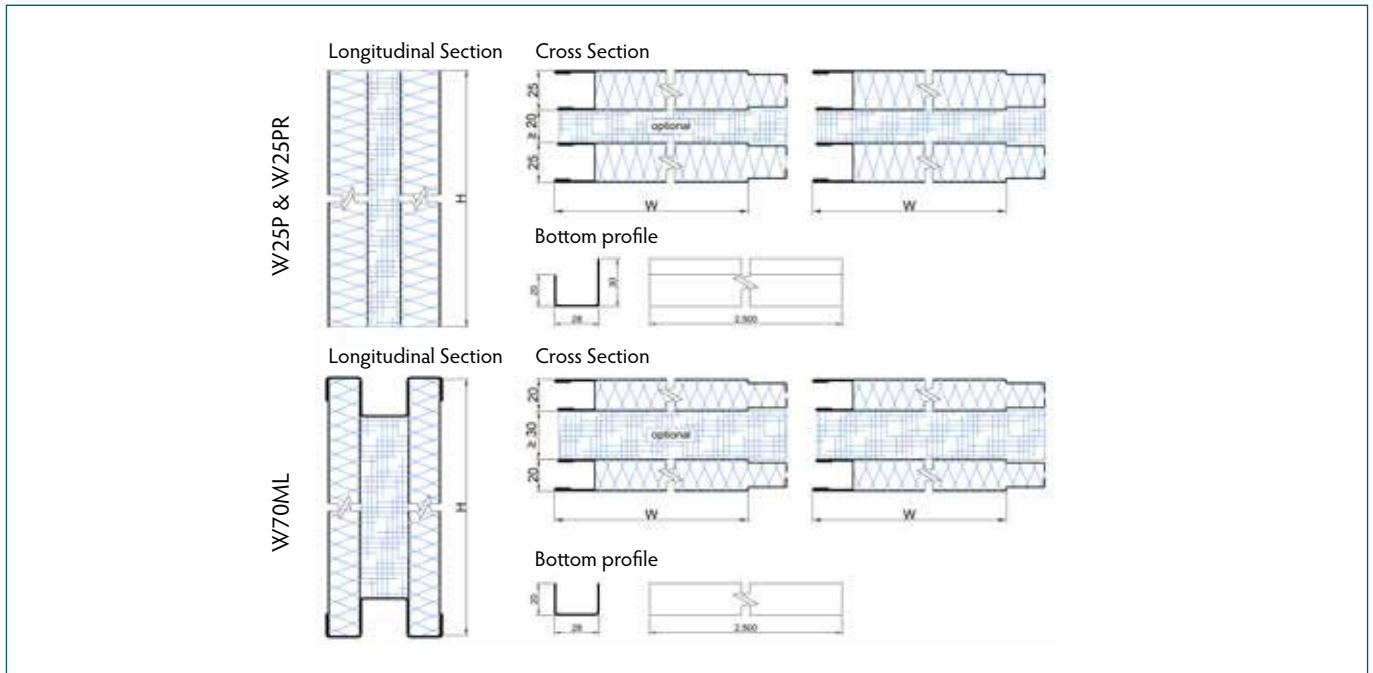 Longitudinal Section
Cross Section
W25P & W25PR
H
25
≥ 20
25
optional
W
W
Bottom profile
20
30
28
2.500
Longitudinal Section
Cross Section
W70ML
H
20
≥ 30
20
optional
W
W
Bottom profile
20
28
2.500